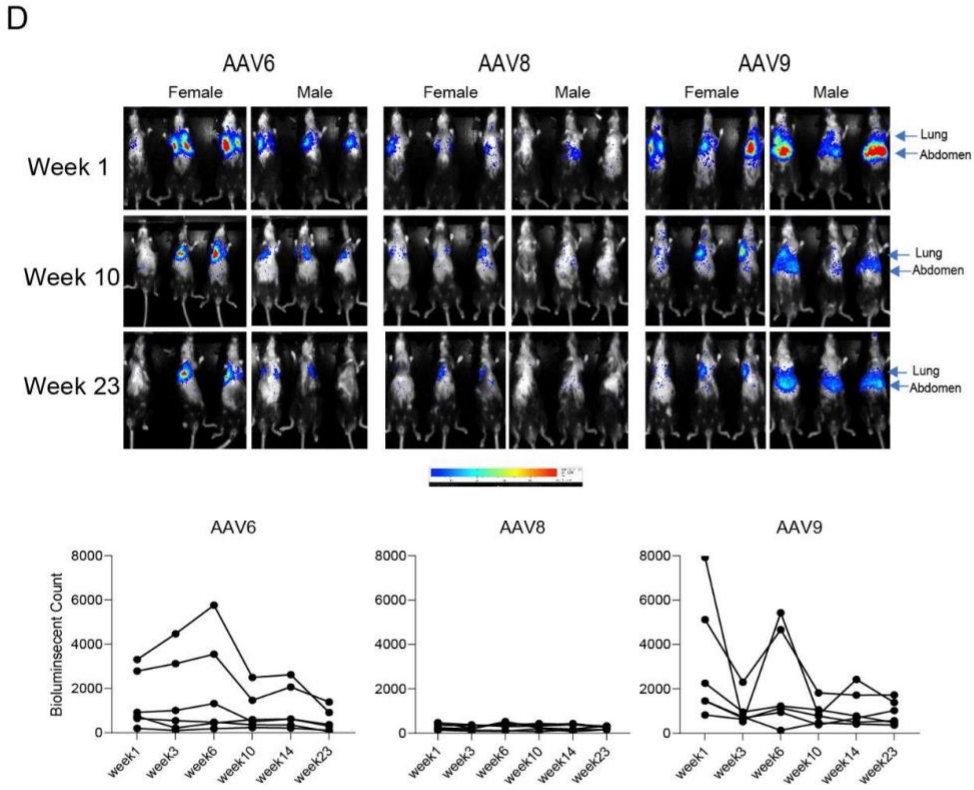 D
AAV6 AAV8 AAV9
Female Male Female Male Female Male
Week 1
Lung
Abdomen
Week 10
Lung
Abdomen
Week 23
Lung
Abdomen
AAV6 AAV8 AAV9
Bioluminsecent Count
8000 8000 8000
6000 6000 6000
4000 4000 4000
2000 2000 2000
0 0 0
week1 week3 week6 week10 week14 week23 week1 week3 week6 week10 week14 week23 week1 week3 week6 week10 week14 week23